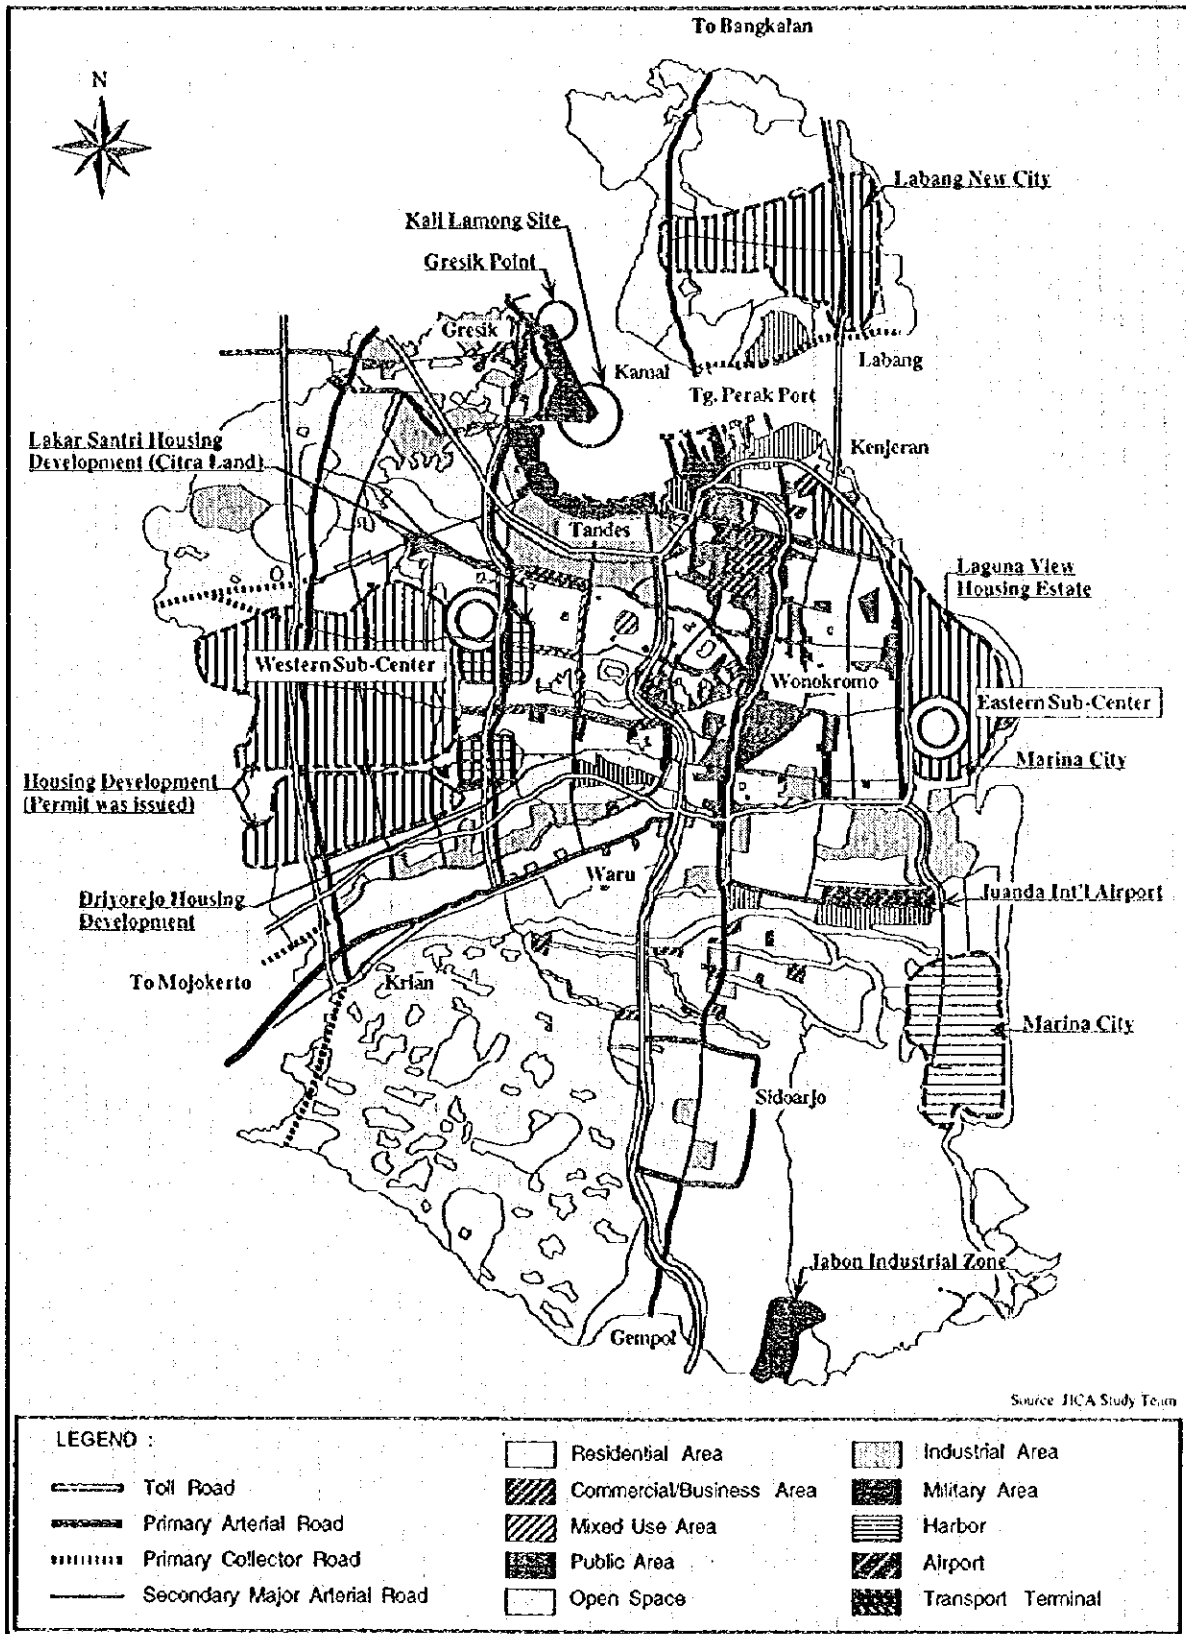 To Bangkalan
N
Labang New City
Kali Lamong Site
Gresik Point
Gresik
Kamal
Labang
Tg. Perak Port
Kenjeran
Lakar Santri Housing
Development (Citra Land)
Tandes
Laguna View
Housing Estate
Western Sub-Center
Wonokromo
Eastern Sub-Center
Marina City
Housing Development
(Permit was issued)
Waru
Driyorejo Housing
Development
Juanda Int'l Airport
To Mojokerto
Krian
Marina City
Sidoarjo
Jabon Industrial Zone
Gempol
Source JICA Study Team
LEGEND :
Toll Road
Primary Arterial Road
Primary Collector Road
Secondary Major Arterial Road
Residential Area
Commercial/Business Area
Mixed Use Area
Public Area
Open Space
Industrial Area
Military Area
Harbor
Airport
Transport Terminal